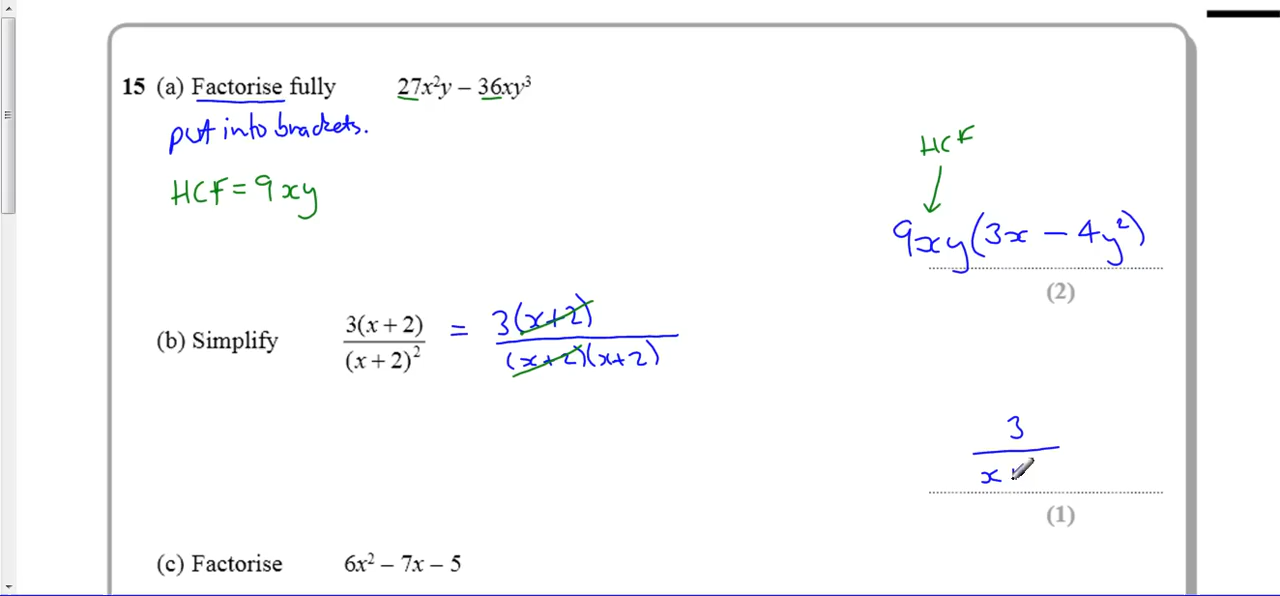 15 (a) Factorise fully 27x²y – 36xy³
put into brackets.
HCF
HCF = 9xy
9xy(3x – 4y²)
(2)
(b) Simplify 3(x + 2) / (x + 2)² = 3(x+2) / (x+2)(x+2)
3 / x
(1)
(c) Factorise 6x² – 7x – 5